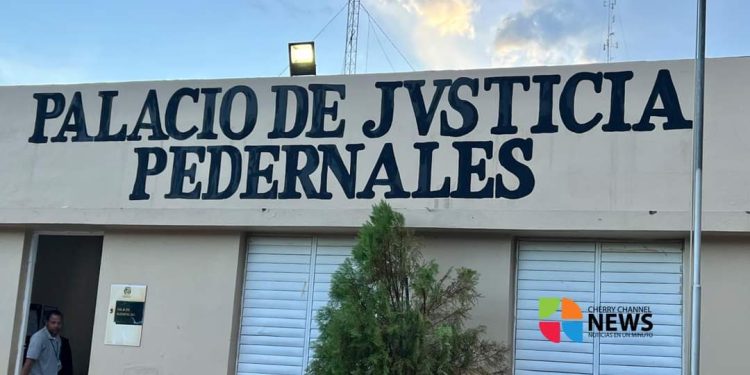 PALACIO DE JVSTICIA
PEDERNALES
CHERRY CHANNEL
NEWS
NOTICIAS EN UN MINUTO